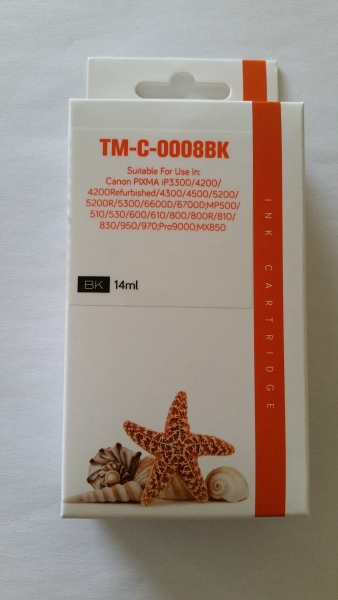 TM-C-0008BK
Suitable For Use In:
Canon PIXMA iP3300/4200/
4200Refurbished/4300/4500/5200/
5200R/5300/6600D/6700D;MP500/
510/530/600/610/800/800R/810/
830/950/970;Pro9000;MX850
BK 14ml
INK CARTRIDGE